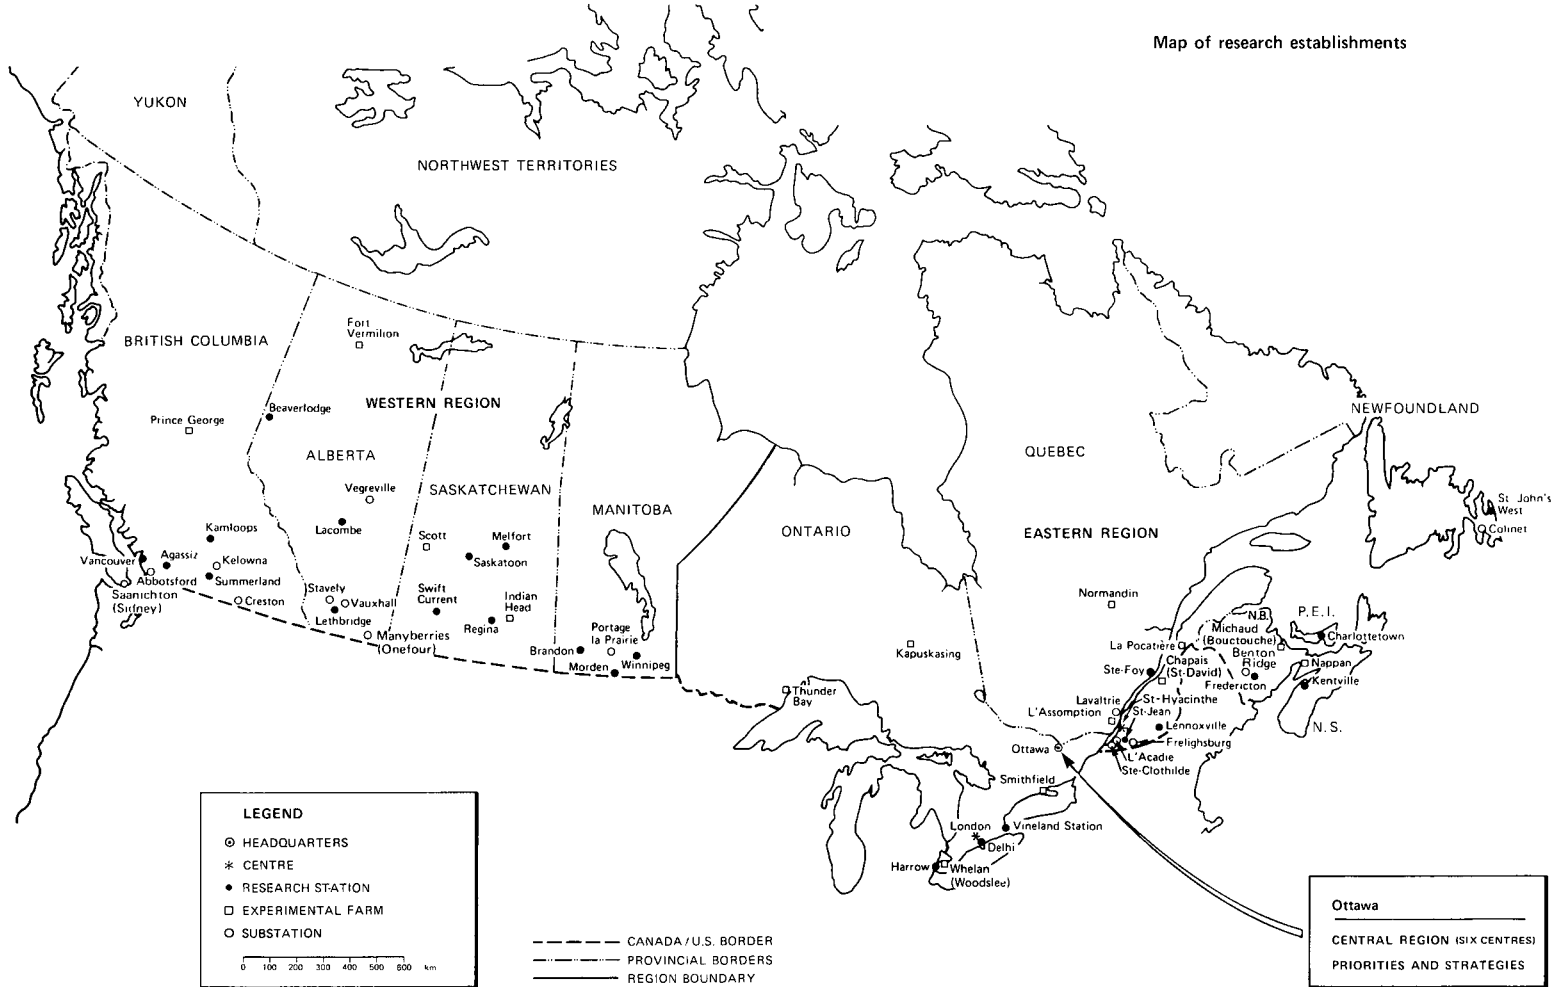 Map of research establishments
YUKON
NORTHWEST TERRITORIES
BRITISH COLUMBIA
Fort
Vermilion
WESTERN REGION
Beaverlodge
Prince George
ALBERTA
NEWFOUNDLAND
QUEBEC
Vegreville
SASKATCHEWAN
MANITOBA
ONTARIO
EASTERN REGION
St John's
West
Colinet
Kamloops
Lacombe
Scott
Melfort
Saskatoon
Vancouver
Agassiz
Kelowna
Abbotsford
Summerland
Saanichton
(Sidney)
Creston
Stavely
Vauxhall
Lethbridge
Swift
Current
Indian
Head
Regina
Manyberries
(Onefour)
Portage
la Prairie
Brandon
Morden
Winnipeg
Normandin
Kapuskasing
N.B.
P.E.I.
Michaud
(Bouctouche)
Charlottetown
La Pocatière
Benton
Ridge
Nappan
Ste-Foy
Chapais
(St-David)
Fredericton
Kentville
Thunder
Bay
Lavaltrie
St-Hyacinthe
L'Assomption
St-Jean
N.S.
Lennoxville
Ottawa
Frelighsburg
L'Acadie
Ste-Clothilde
Smithfield
London
Vineland Station
Delhi
Harrow
Whelan
(Woodslee)
LEGEND
HEADQUARTERS
CENTRE
RESEARCH STATION
EXPERIMENTAL FARM
SUBSTATION
0 100 200 300 400 500 600 km
CANADA/U.S. BORDER
PROVINCIAL BORDERS
REGION BOUNDARY
Ottawa
CENTRAL REGION (SIX CENTRES)
PRIORITIES AND STRATEGIES